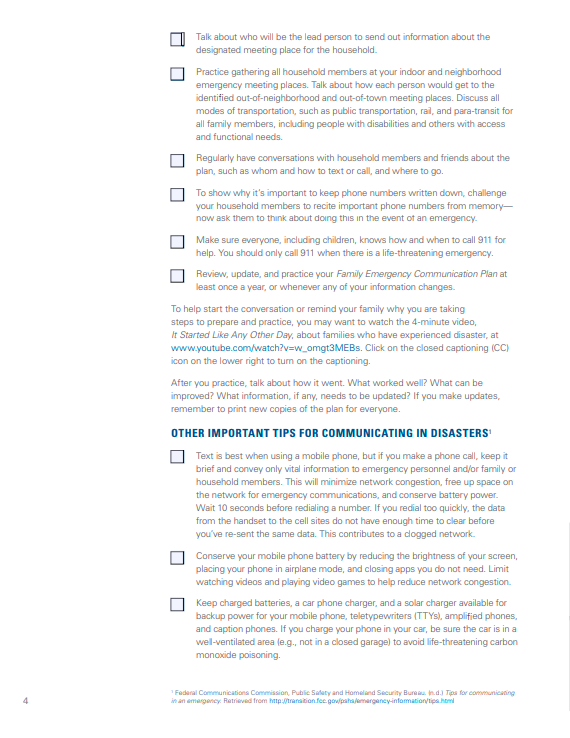 Talk about who will be the lead person to send out information about the
designated meeting place for the household.
Practice gathering all household members at your indoor and neighborhood
emergency meeting places. Talk about how each person would get to the
identified out-of-neighborhood and out-of-town meeting places. Discuss all
modes of transportation, such as public transportation, rail, and para-transit for
all family members, including people with disabilities and others with access
and functional needs.
Regularly have conversations with household members and friends about the
plan, such as whom and how to text or call, and where to go.
To show why it's important to keep phone numbers written down, challenge
your household members to recite important phone numbers from memory—
now ask them to think about doing this in the event of an emergency.
Make sure everyone, including children, knows how and when to call 911 for
help. You should only call 911 when there is a life-threatening emergency.
Review, update, and practice your Family Emergency Communication Plan at
least once a year, or whenever any of your information changes.
To help start the conversation or remind your family why you are taking
steps to prepare and practice, you may want to watch the 4-minute video,
It Started Like Any Other Day, about families who have experienced disaster, at
www.youtube.com/watch?v=w_omgt3MEBs. Click on the closed captioning (CC)
icon on the lower right to turn on the captioning.
After you practice, talk about how it went. What worked well? What can be
improved? What information, if any, needs to be updated? If you make updates,
remember to print new copies of the plan for everyone.
OTHER IMPORTANT TIPS FOR COMMUNICATING IN DISASTERS¹
Text is best when using a mobile phone, but if you make a phone call, keep it
brief and convey only vital information to emergency personnel and/or family or
household members. This will minimize network congestion, free up space on
the network for emergency communications, and conserve battery power.
Wait 10 seconds before redialing a number. If you redial too quickly, the data
from the handset to the cell sites do not have enough time to clear before
you've re-sent the same data. This contributes to a clogged network.
Conserve your mobile phone battery by reducing the brightness of your screen,
placing your phone in airplane mode, and closing apps you do not need. Limit
watching videos and playing video games to help reduce network congestion.
Keep charged batteries, a car phone charger, and a solar charger available for
backup power for your mobile phone, teletypewriters (TTYs), amplified phones,
and caption phones. If you charge your phone in your car, be sure the car is in a
well-ventilated area (e.g., not in a closed garage) to avoid life-threatening carbon
monoxide poisoning.
¹ Federal Communications Commission, Public Safety and Homeland Security Bureau. (n.d.) Tips for communicating
in an emergency. Retrieved from http://transition.fcc.gov/pshs/emergency-information/tips.html
4